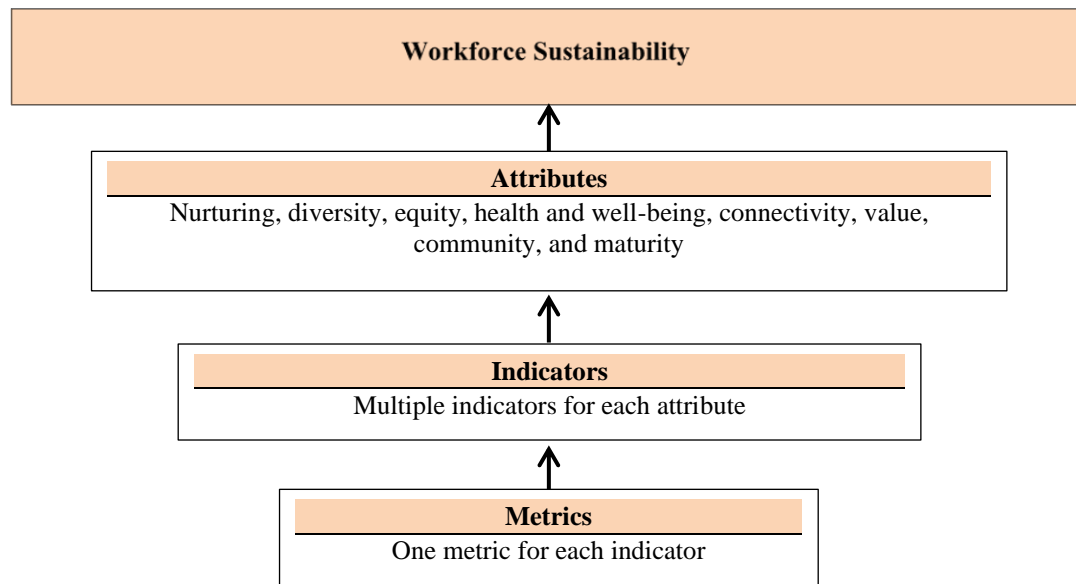 Workforce Sustainability
Attributes
Nurturing, diversity, equity, health and well-being, connectivity, value,
community, and maturity
Indicators
Multiple indicators for each attribute
Metrics
One metric for each indicator